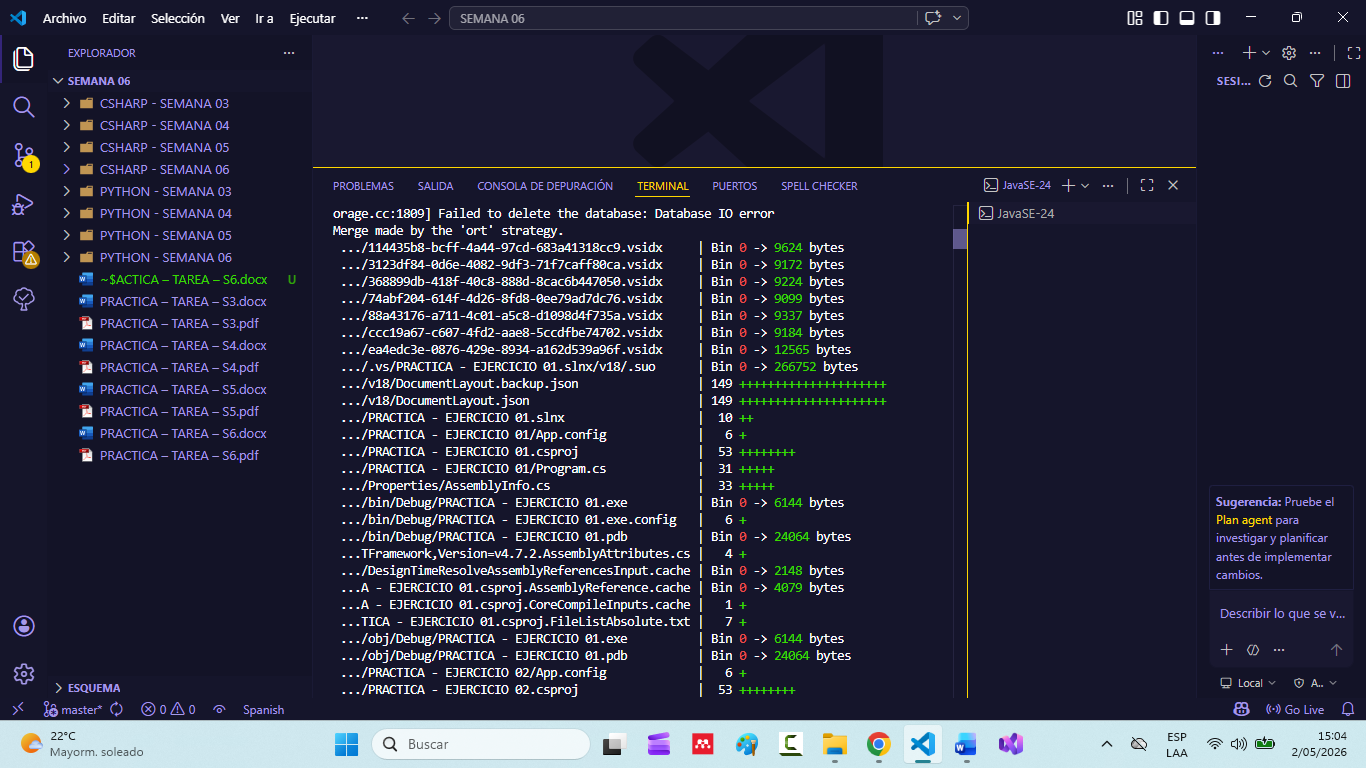 Archivo Editar Selección Ver Ir a Ejecutar ···
SEMANA 06
EXPLORADOR
SEMANA 06
CSHARP - SEMANA 03
CSHARP - SEMANA 04
CSHARP - SEMANA 05
CSHARP - SEMANA 06
PYTHON - SEMANA 03
PYTHON - SEMANA 04
PYTHON - SEMANA 05
PYTHON - SEMANA 06
~$ACTICA – TAREA – S6.docx U
PRACTICA – TAREA – S3.docx
PRACTICA – TAREA – S3.pdf
PRACTICA – TAREA – S4.docx
PRACTICA – TAREA – S4.pdf
PRACTICA – TAREA – S5.docx
PRACTICA – TAREA – S5.pdf
PRACTICA – TAREA – S6.docx
PRACTICA – TAREA – S6.pdf
ESQUEMA
1
PROBLEMAS SALIDA CONSOLA DE DEPURACIÓN TERMINAL PUERTOS SPELL CHECKER
JavaSE-24
JavaSE-24
orage.cc:1809] Failed to delete the database: Database IO error
Merge made by the 'ort' strategy.
.../114435b8-bcff-4a44-97cd-683a41318cc9.vsidx | Bin 0 -> 9624 bytes
.../3123df84-0d6e-4082-9df3-71f7caff80ca.vsidx | Bin 0 -> 9172 bytes
.../368899db-418f-40c8-888d-8cac6b447050.vsidx | Bin 0 -> 9224 bytes
.../74abf204-614f-4d26-8fd8-0ee79ad7dc76.vsidx | Bin 0 -> 9099 bytes
.../88a43176-a711-4c01-a5c8-d1098d4f735a.vsidx | Bin 0 -> 9337 bytes
.../ccc19a67-c607-4fd2-aae8-5ccdfbe74702.vsidx | Bin 0 -> 9184 bytes
.../ea4edc3e-0876-429e-8934-a162d539a96f.vsidx | Bin 0 -> 12565 bytes
.../.vs/PRACTICA - EJERCICIO 01.slnx/v18/.suo | Bin 0 -> 266752 bytes
.../v18/DocumentLayout.backup.json | 149 +++++++++++++++++++++
.../v18/DocumentLayout.json | 149 +++++++++++++++++++++
.../PRACTICA - EJERCICIO 01.slnx | 10 ++
.../PRACTICA - EJERCICIO 01/App.config | 6 +
.../PRACTICA - EJERCICIO 01.csproj | 53 ++++++++
.../PRACTICA - EJERCICIO 01/Program.cs | 31 +++++
.../Properties/AssemblyInfo.cs | 33 +++++
.../bin/Debug/PRACTICA - EJERCICIO 01.exe | Bin 0 -> 6144 bytes
.../bin/Debug/PRACTICA - EJERCICIO 01.exe.config | 6 +
.../bin/Debug/PRACTICA - EJERCICIO 01.pdb | Bin 0 -> 24064 bytes
...TFramework,Version=v4.7.2.AssemblyAttributes.cs | 4 +
.../DesignTimeResolveAssemblyReferencesInput.cache | Bin 0 -> 2148 bytes
...A - EJERCICIO 01.csproj.AssemblyReference.cache | Bin 0 -> 4079 bytes
...A - EJERCICIO 01.csproj.CoreCompileInputs.cache | 1 +
...TICA - EJERCICIO 01.csproj.FileListAbsolute.txt | 7 +
.../obj/Debug/PRACTICA - EJERCICIO 01.exe | Bin 0 -> 6144 bytes
.../obj/Debug/PRACTICA - EJERCICIO 01.pdb | Bin 0 -> 24064 bytes
.../PRACTICA - EJERCICIO 02/App.config | 6 +
.../PRACTICA - EJERCICIO 02.csproj | 53 ++++++++
SESI...
Sugerencia: Pruebe el
Plan agent para
investigar y planificar
antes de implementar
cambios.
Describir lo que se v...
Local A..
master* 0 0 Spanish
Go Live
22°C
Mayorm. soleado
Buscar
ESP
LAA
15:04
2/05/2026